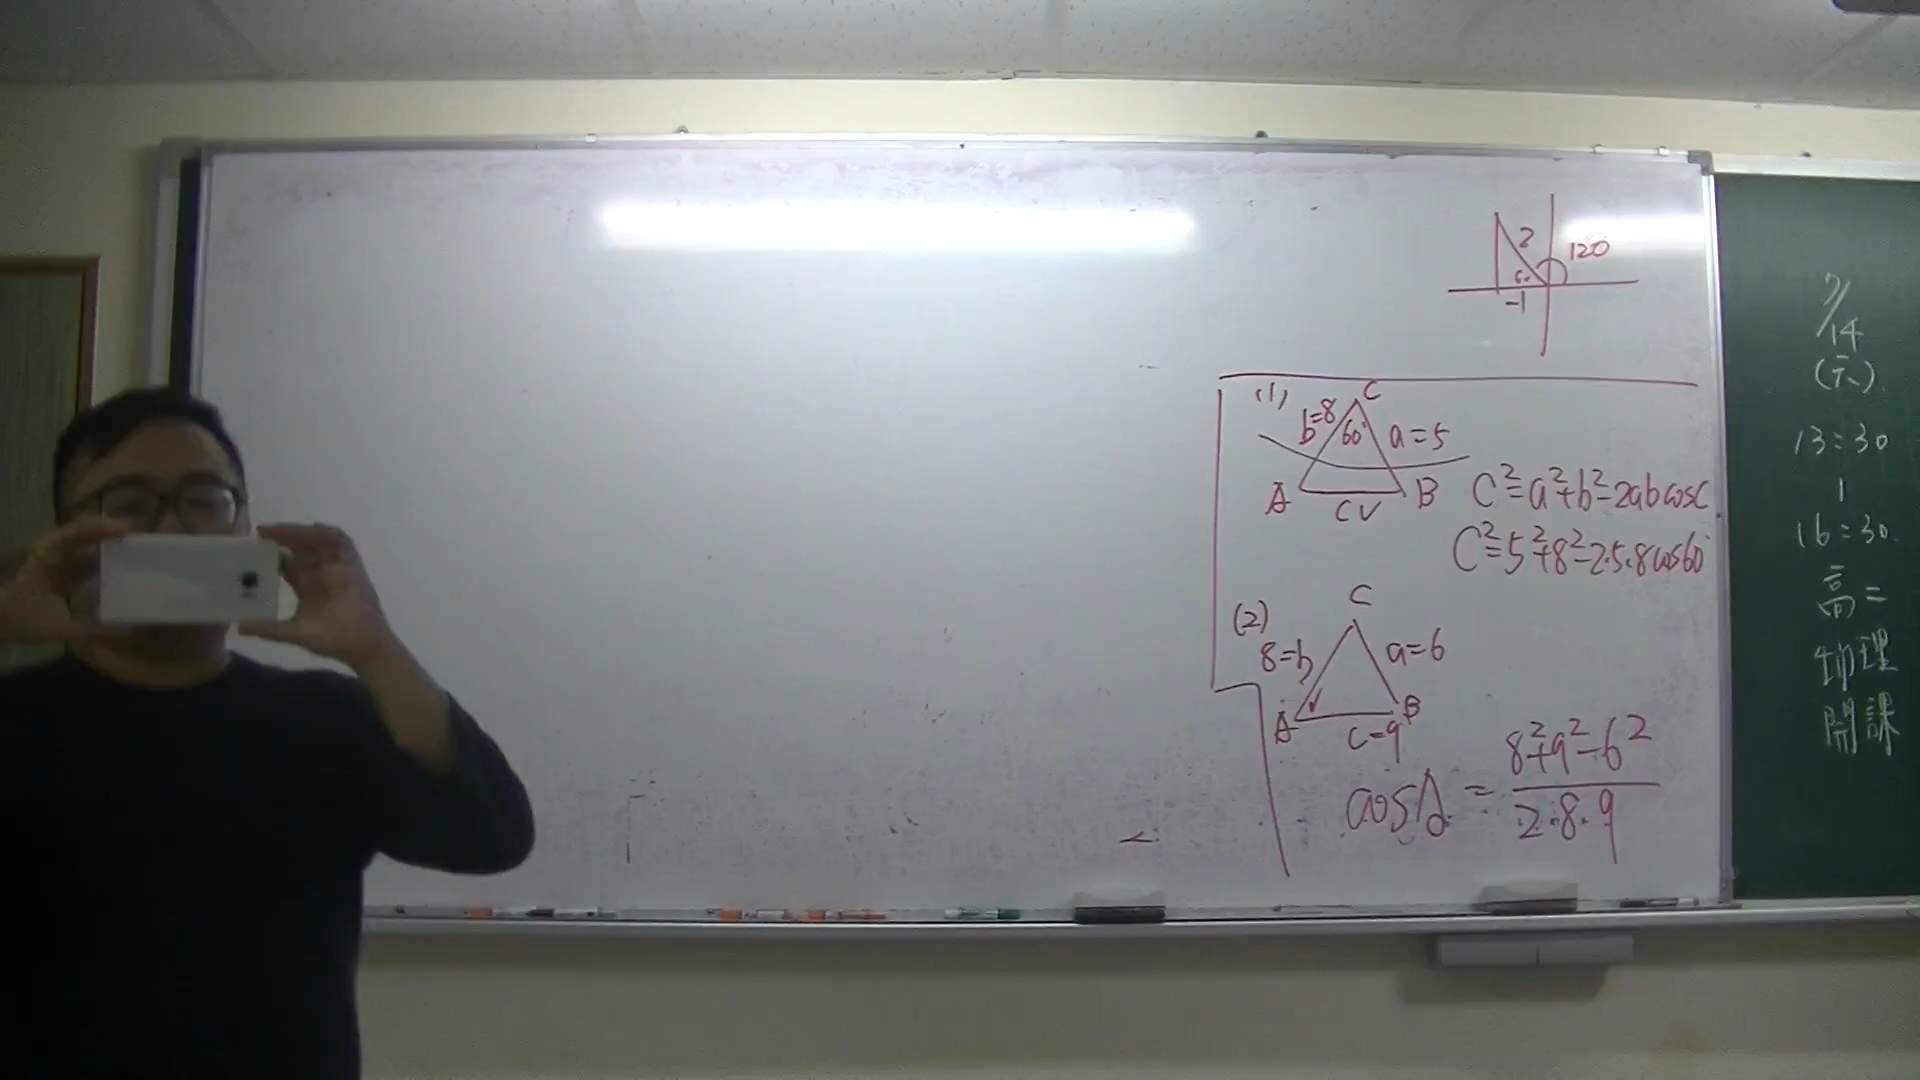 2
120
60
-1
(1)
C
b=8
60°
a=5
A
B
C✓
C²=a²+b²-2abcosC
C²=5²+8²-2·5·8cos60°
(2)
C
8=b
a=6
A
B
c=9
cosA = 8²+9²-6² / 2·8·9
7/14
(六)
13:30
|
16:30
高二
物理
開課